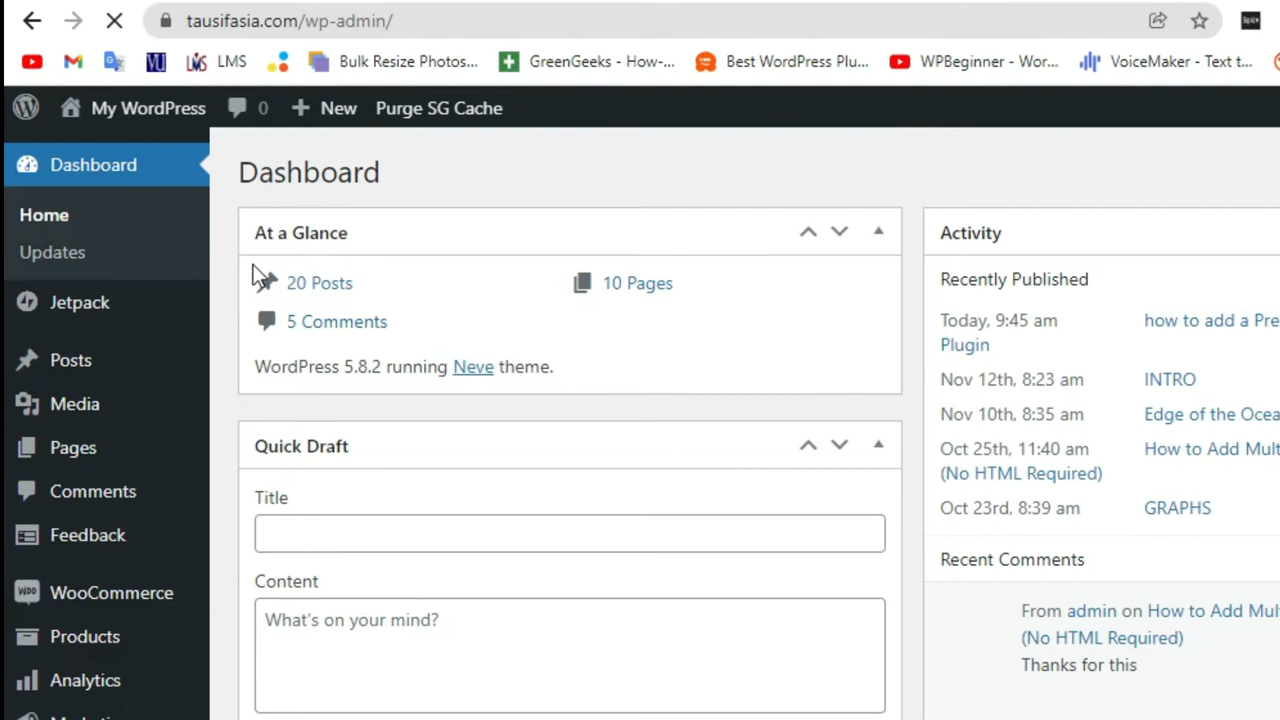 tausifasia.com/wp-admin/
LMS
Bulk Resize Photos...
GreenGeeks - How-...
Best WordPress Plu...
WPBeginner - Wor...
VoiceMaker - Text t...
My WordPress
0
New
Purge SG Cache
Dashboard
Home
Updates
Jetpack
Posts
Media
Pages
Comments
Feedback
WooCommerce
Products
Analytics
Dashboard
At a Glance
20 Posts
10 Pages
5 Comments
WordPress 5.8.2 running Neve theme.
Quick Draft
Title
Content
What's on your mind?
Activity
Recently Published
Today, 9:45 am how to add a Pre
Plugin
Nov 12th, 8:23 am INTRO
Nov 10th, 8:35 am Edge of the Ocea
Oct 25th, 11:40 am How to Add Mult
(No HTML Required)
Oct 23rd, 8:39 am GRAPHS
Recent Comments
From admin on How to Add Mul
(No HTML Required)
Thanks for this